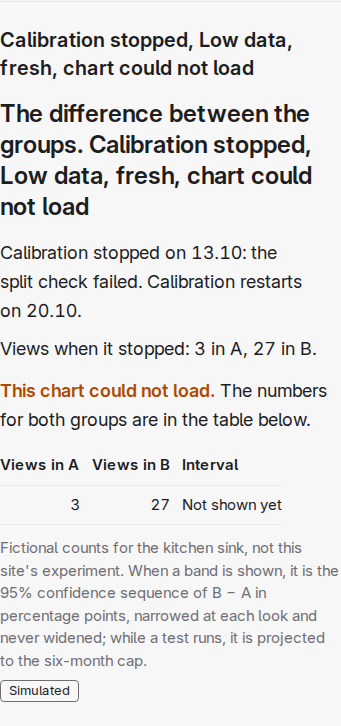 Calibration stopped, Low data,
fresh, chart could not load
The difference between the
groups. Calibration stopped,
Low data, fresh, chart could
not load
Calibration stopped on 13.10: the
split check failed. Calibration restarts
on 20.10.
Views when it stopped: 3 in A, 27 in B.
This chart could not load. The numbers
for both groups are in the table below.
Views in A Views in B Interval
3 27 Not shown yet
Fictional counts for the kitchen sink, not this
site's experiment. When a band is shown, it is the
95% confidence sequence of B − A in
percentage points, narrowed at each look and
never widened; while a test runs, it is projected
to the six-month cap.
Simulated